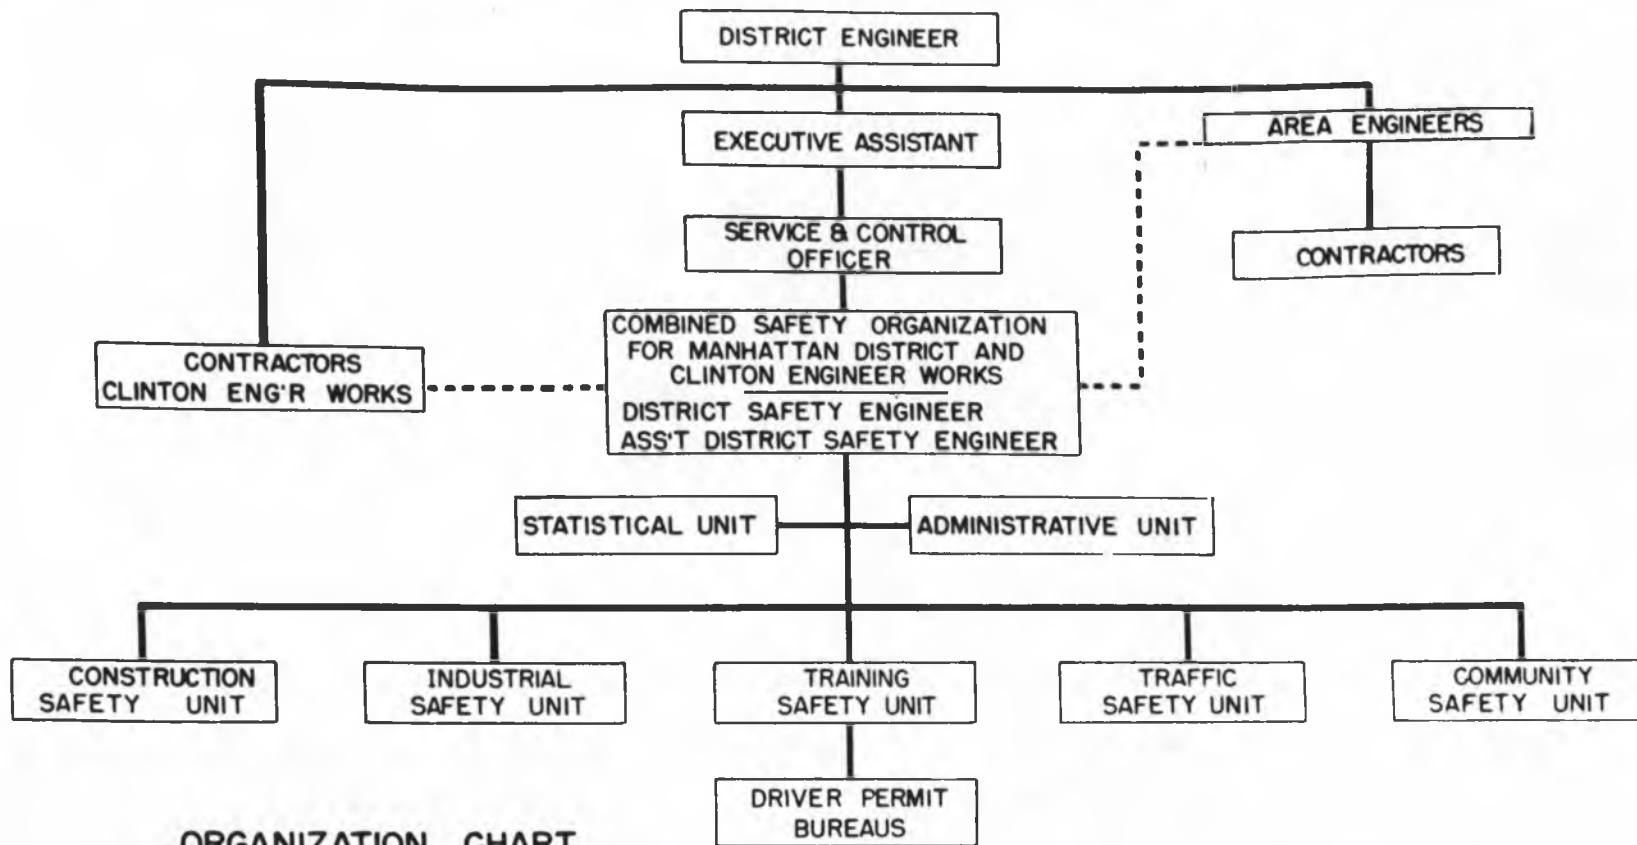 DISTRICT ENGINEER
EXECUTIVE ASSISTANT
AREA ENGINEERS
SERVICE & CONTROL
OFFICER
CONTRACTORS
COMBINED SAFETY ORGANIZATION
FOR MANHATTAN DISTRICT AND
CLINTON ENGINEER WORKS
DISTRICT SAFETY ENGINEER
ASS'T DISTRICT SAFETY ENGINEER
CONTRACTORS
CLINTON ENG'R WORKS
STATISTICAL UNIT
ADMINISTRATIVE UNIT
CONSTRUCTION
SAFETY UNIT
INDUSTRIAL
SAFETY UNIT
TRAINING
SAFETY UNIT
TRAFFIC
SAFETY UNIT
COMMUNITY
SAFETY UNIT
DRIVER PERMIT
BUREAUS
ORGANIZATION CHART